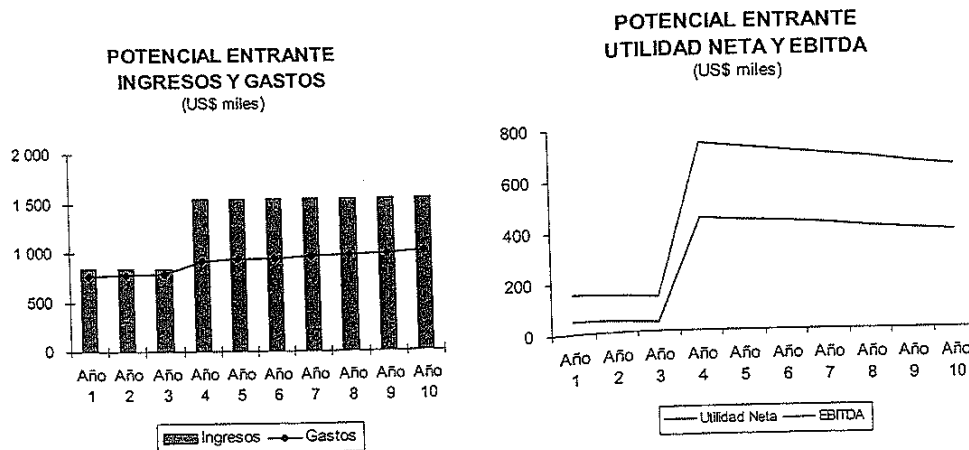 POTENCIAL ENTRANTE
INGRESOS Y GASTOS
(US$ miles)
2 000
1 500
1 000
500
0
Año Año Año Año Año Año Año Año Año Año
1 2 3 4 5 6 7 8 9 10
Ingresos Gastos
POTENCIAL ENTRANTE
UTILIDAD NETA Y EBITDA
(US$ miles)
800
600
400
200
0
Año Año Año Año Año Año Año Año Año Año
1 2 3 4 5 6 7 8 9 10
Utilidad Neta EBITDA